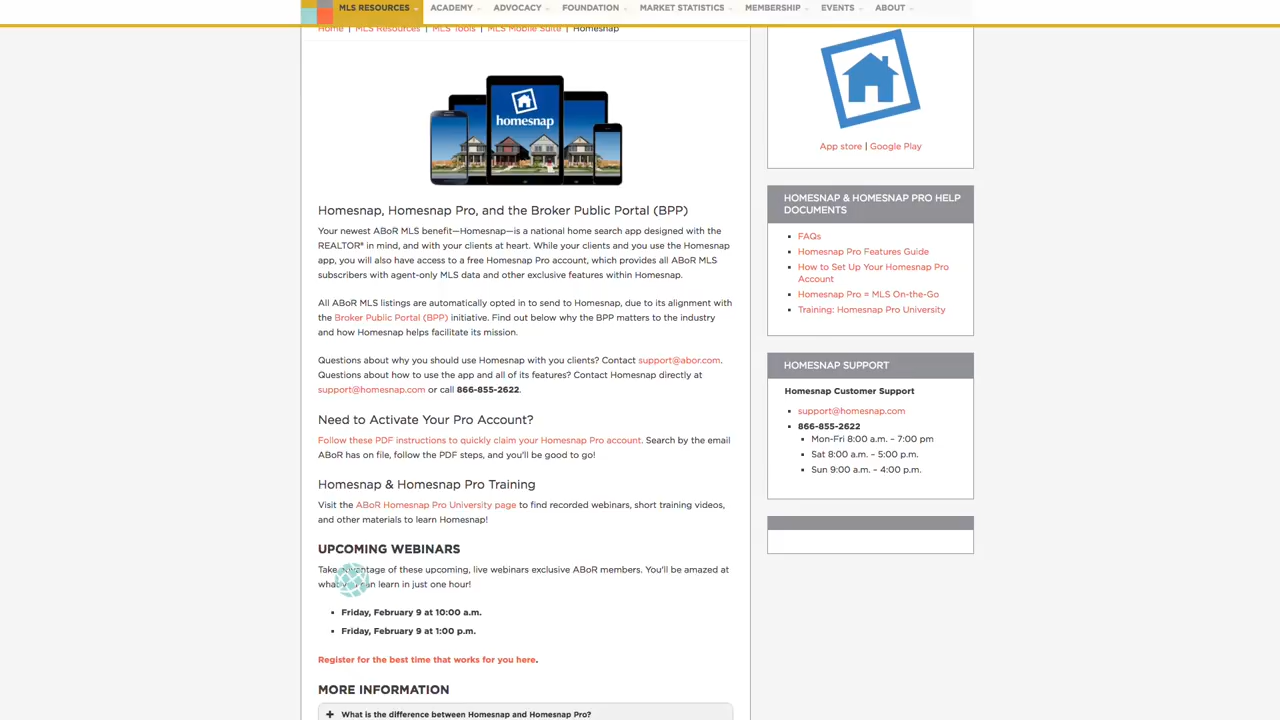 MLS RESOURCES
ACADEMY
ADVOCACY
FOUNDATION
MARKET STATISTICS
MEMBERSHIP
EVENTS
ABOUT
Home | MLS Resources | MLS Tools | MLS Mobile Suite | Homesnap
homesnap
Homesnap, Homesnap Pro, and the Broker Public Portal (BPP)
Your newest ABoR MLS benefit—Homesnap—is a national home search app designed with the
REALTOR® in mind, and with your clients at heart. While your clients and you use the Homesnap
app, you will also have access to a free Homesnap Pro account, which provides all ABoR MLS
subscribers with agent-only MLS data and other exclusive features within Homesnap.
All ABoR MLS listings are automatically opted in to send to Homesnap, due to its alignment with
the Broker Public Portal (BPP) initiative. Find out below why the BPP matters to the industry
and how Homesnap helps facilitate its mission.
Questions about why you should use Homesnap with you clients? Contact support@abor.com.
Questions about how to use the app and all of its features? Contact Homesnap directly at
support@homesnap.com or call 866-855-2622.
Need to Activate Your Pro Account?
Follow these PDF instructions to quickly claim your Homesnap Pro account. Search by the email
ABoR has on file, follow the PDF steps, and you'll be good to go!
Homesnap & Homesnap Pro Training
Visit the ABoR Homesnap Pro University page to find recorded webinars, short training videos,
and other materials to learn Homesnap!
UPCOMING WEBINARS
Take advantage of these upcoming, live webinars exclusive ABoR members. You'll be amazed at
what you can learn in just one hour!
Friday, February 9 at 10:00 a.m.
Friday, February 9 at 1:00 p.m.
Register for the best time that works for you here.
MORE INFORMATION
What is the difference between Homesnap and Homesnap Pro?
App store | Google Play
HOMESNAP & HOMESNAP PRO HELP
DOCUMENTS
FAQs
Homesnap Pro Features Guide
How to Set Up Your Homesnap Pro
Account
Homesnap Pro = MLS On-the-Go
Training: Homesnap Pro University
HOMESNAP SUPPORT
Homesnap Customer Support
support@homesnap.com
866-855-2622
Mon-Fri 8:00 a.m. – 7:00 pm
Sat 8:00 a.m. – 5:00 p.m.
Sun 9:00 a.m. – 4:00 p.m.